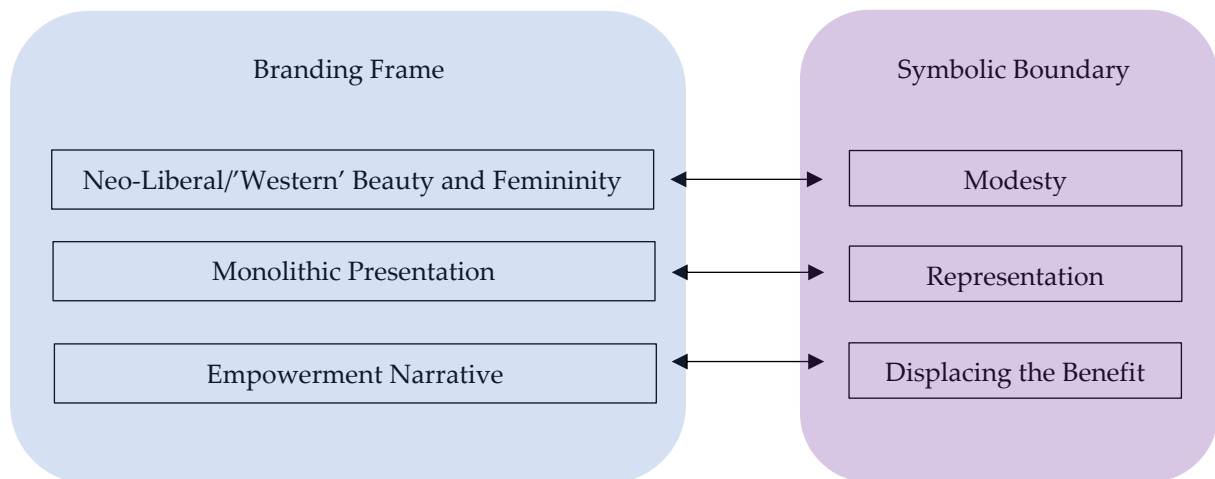 Branding Frame
Symbolic Boundary
Neo-Liberal/’Western’ Beauty and Femininity
Modesty
Monolithic Presentation
Representation
Empowerment Narrative
Displacing the Benefit